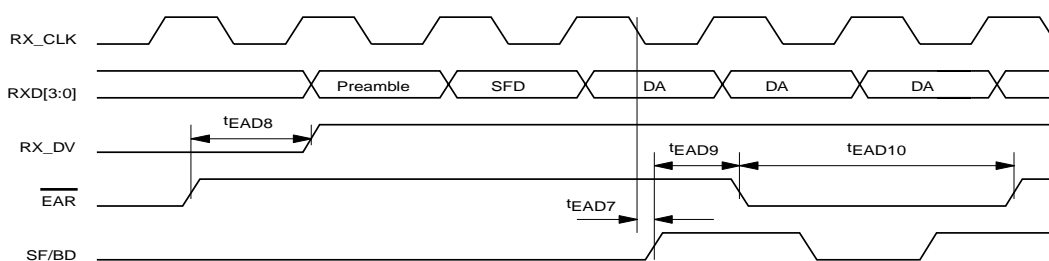 RX_CLK
RXD[3:0]
Preamble SFD DA DA DA
tEAD8
RX_DV
tEAD9 tEAD10
EAR
tEAD7
SF/BD